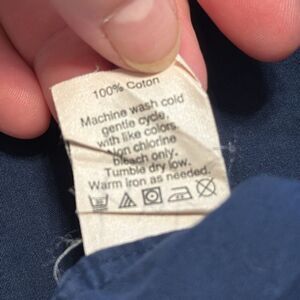 100% Coton
Machine wash cold
gentle cycle,
with like colors.
Non chlorine
bleach only.
Tumble dry low.
Warm iron as needed.